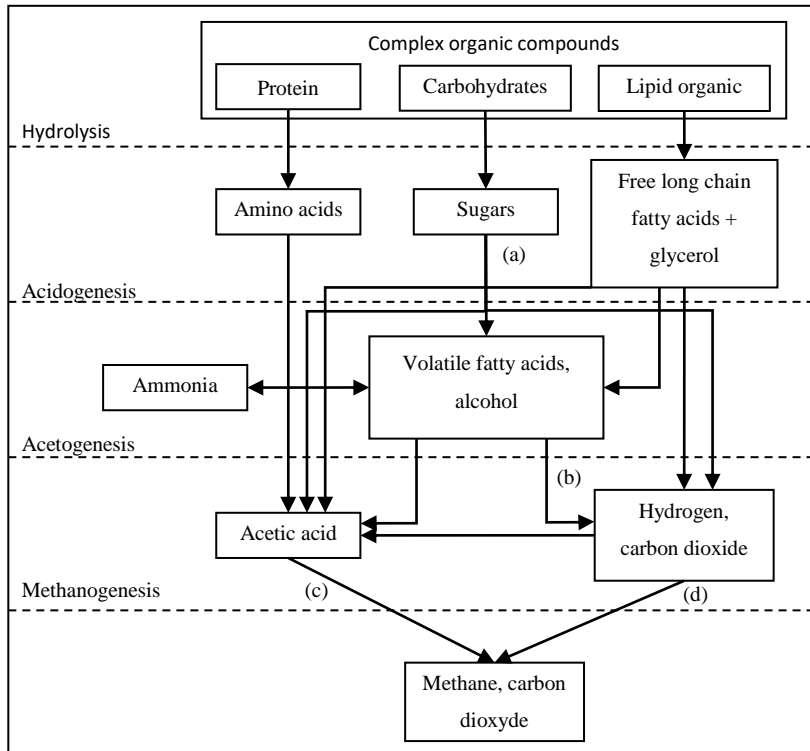 Complex organic compounds
Protein
Carbohydrates
Lipid organic
Hydrolysis
Amino acids
Sugars
Free long chain
fatty acids +
glycerol
(a)
Acidogenesis
Ammonia
Volatile fatty acids,
alcohol
Acetogenesis
(b)
Acetic acid
Hydrogen,
carbon dioxide
Methanogenesis
(c)
(d)
Methane, carbon
dioxyde